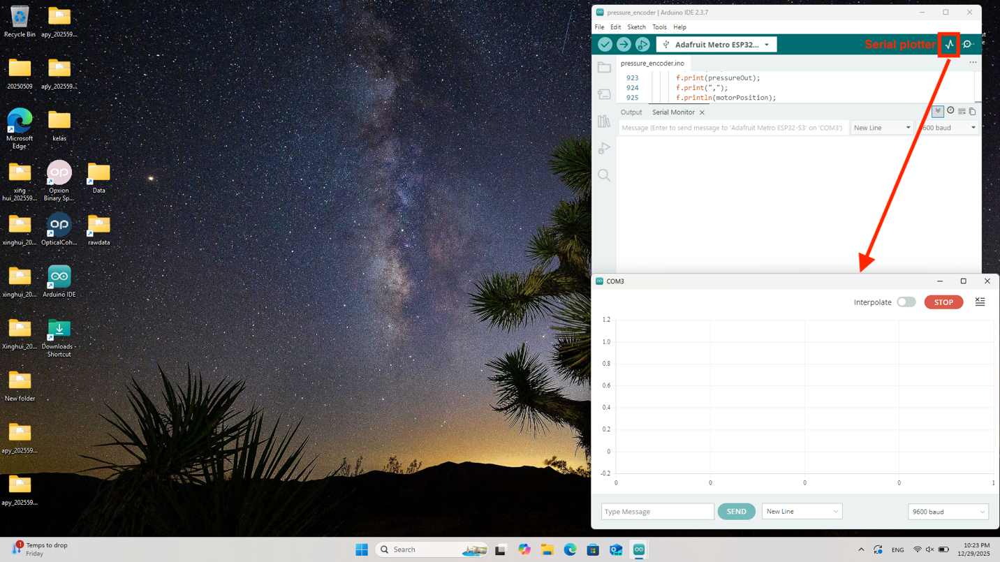 Recycle Bin
apy_202559...
20250509
apy_202559...
Microsoft
Edge
kelas
xing
hui_202559...
Opxion
Binary Sp...
Data
xinghui_20...
OpticalCoh...
rawdata
xinghui_20...
Arduino IDE
Xinghui_20...
Downloads -
Shortcut
New folder
apy_202559...
apy_202559...
pressure_encoder | Arduino IDE 2.3.7
File Edit Sketch Tools Help
Adafruit Metro ESP32...
Serial plotter
pressure_encoder.ino
923 f.print(pressureOut);
924 f.print(",");
925 f.println(motorPosition);
Output Serial Monitor
Message (Enter to send message to 'Adafruit Metro ESP32-S3' on 'COM3')
New Line
9600 baud
COM3
Interpolate
STOP
1.2
1.0
0.8
0.6
0.4
0.2
0
-0.2
0 0 0 0 1
Type Message
SEND
New Line
9600 baud
1
Temps to drop
Friday
Search
NEW
ENG
10:23 PM
12/29/2025